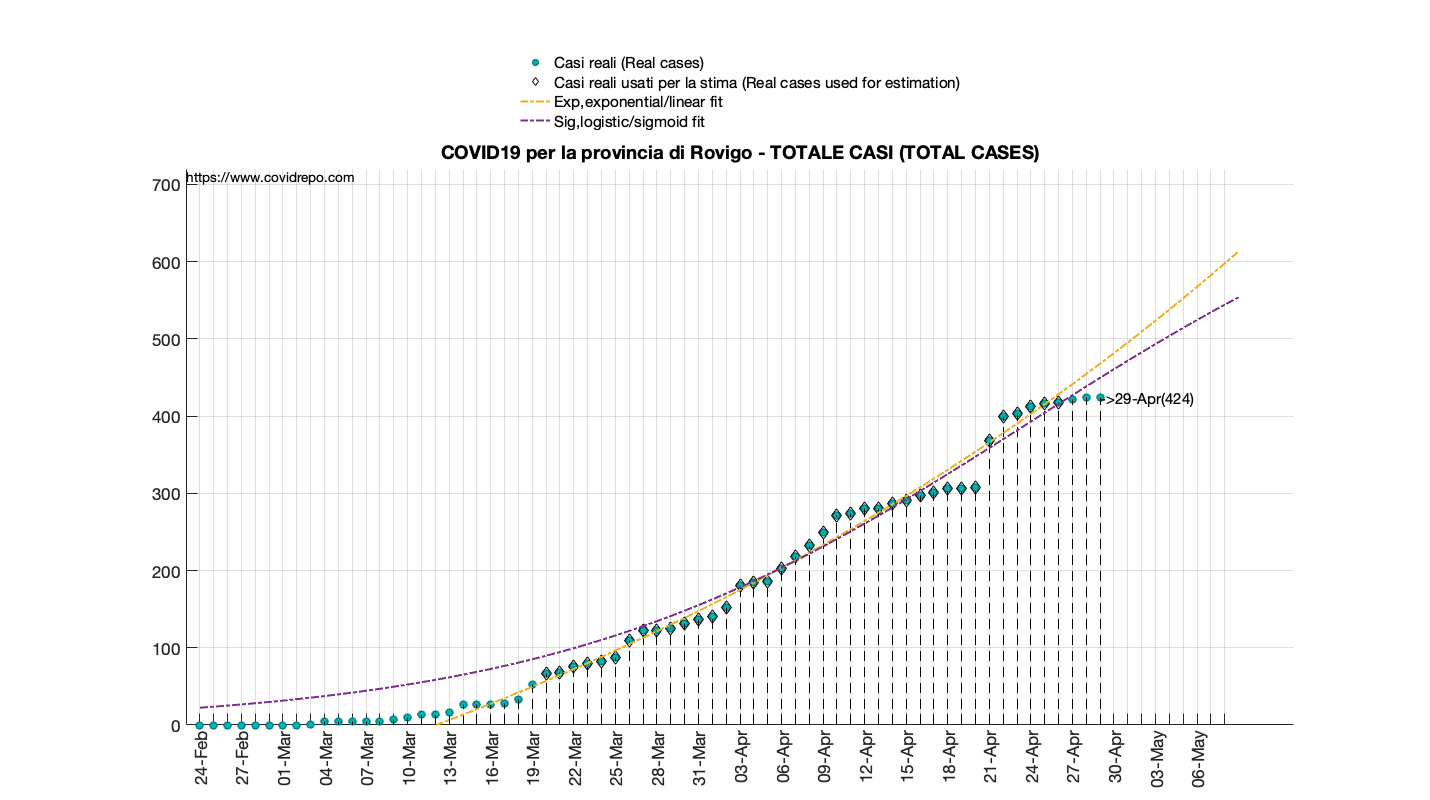 Casi reali (Real cases)
Casi reali usati per la stima (Real cases used for estimation)
Exp,exponential/linear fit
Sig,logistic/sigmoid fit
COVID19 per la provincia di Rovigo - TOTALE CASI (TOTAL CASES)
https://www.covidrepo.com
700
600
500
400
300
200
100
0
->29-Apr(424)
24-Feb
27-Feb
01-Mar
04-Mar
07-Mar
10-Mar
13-Mar
16-Mar
19-Mar
22-Mar
25-Mar
28-Mar
31-Mar
03-Apr
06-Apr
09-Apr
12-Apr
15-Apr
18-Apr
21-Apr
24-Apr
27-Apr
30-Apr
03-May
06-May